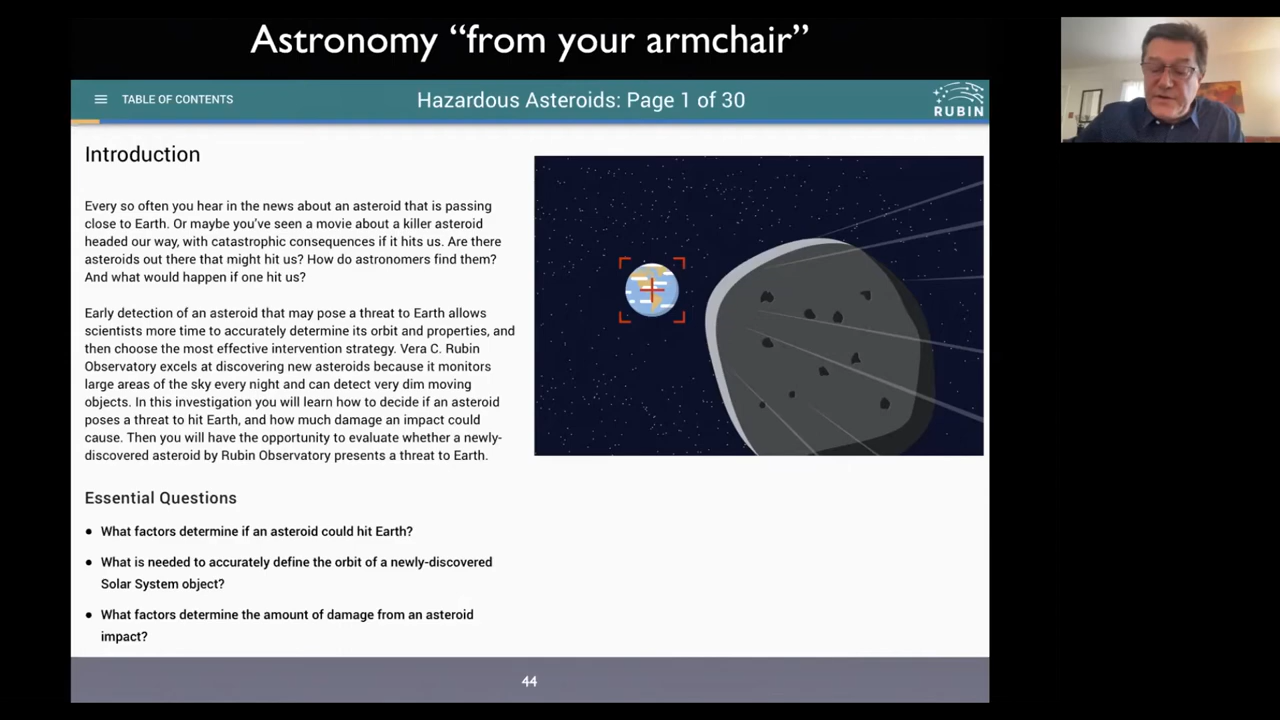 Astronomy “from your armchair”
TABLE OF CONTENTS
Hazardous Asteroids: Page 1 of 30
RUBIN
Introduction
Every so often you hear in the news about an asteroid that is passing
close to Earth. Or maybe you’ve seen a movie about a killer asteroid
headed our way, with catastrophic consequences if it hits us. Are there
asteroids out there that might hit us? How do astronomers find them?
And what would happen if one hit us?
Early detection of an asteroid that may pose a threat to Earth allows
scientists more time to accurately determine its orbit and properties, and
then choose the most effective intervention strategy. Vera C. Rubin
Observatory excels at discovering new asteroids because it monitors
large areas of the sky every night and can detect very dim moving
objects. In this investigation you will learn how to decide if an asteroid
poses a threat to hit Earth, and how much damage an impact could
cause. Then you will have the opportunity to evaluate whether a newly-
discovered asteroid by Rubin Observatory presents a threat to Earth.
Essential Questions
• What factors determine if an asteroid could hit Earth?
• What is needed to accurately define the orbit of a newly-discovered
Solar System object?
• What factors determine the amount of damage from an asteroid
impact?
44